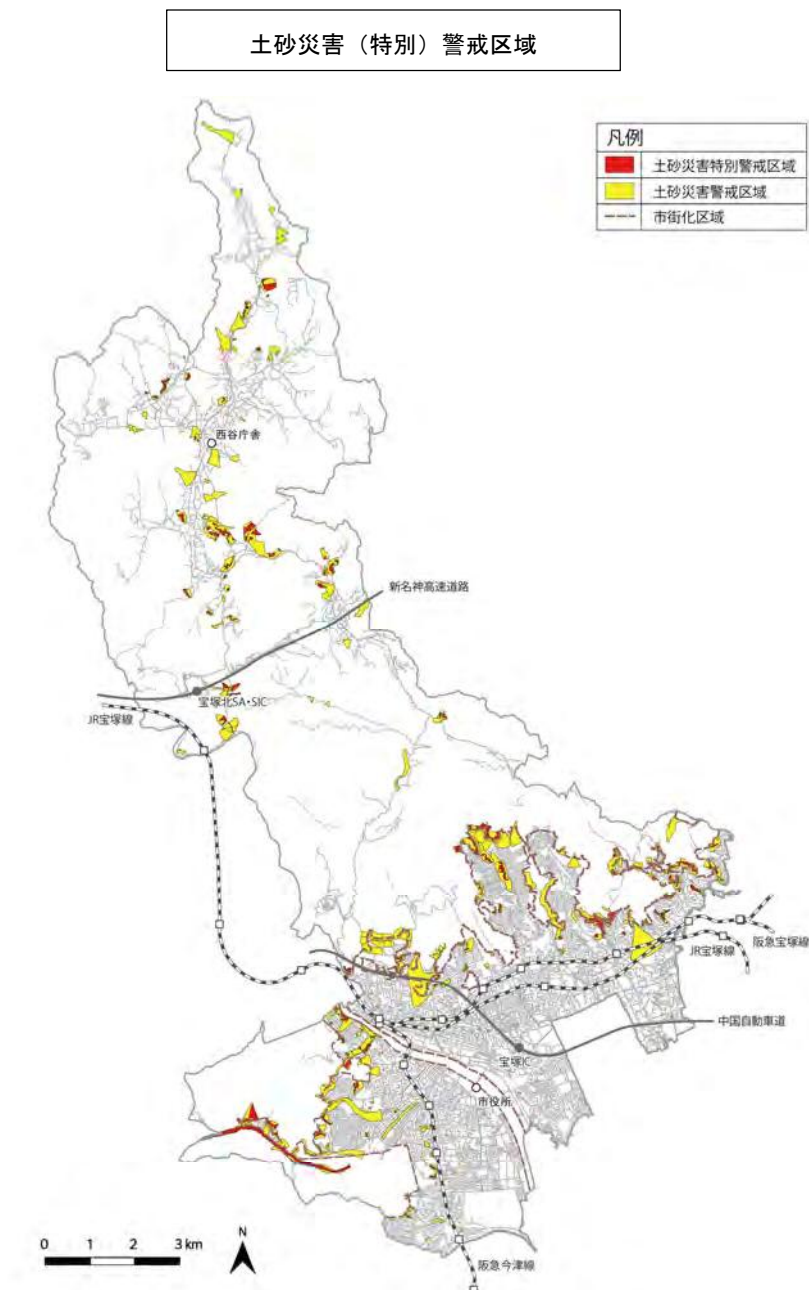 土砂災害（特別）警戒区域
凡例
土砂災害特別警戒区域
土砂災害警戒区域
市街化区域
西谷庁舎
新名神高速道路
宝塚北SA・SIC
JR宝塚線
阪急宝塚線
JR宝塚線
中国自動車道
宝塚IC
市役所
0 1 2 3km
N
阪急今津線